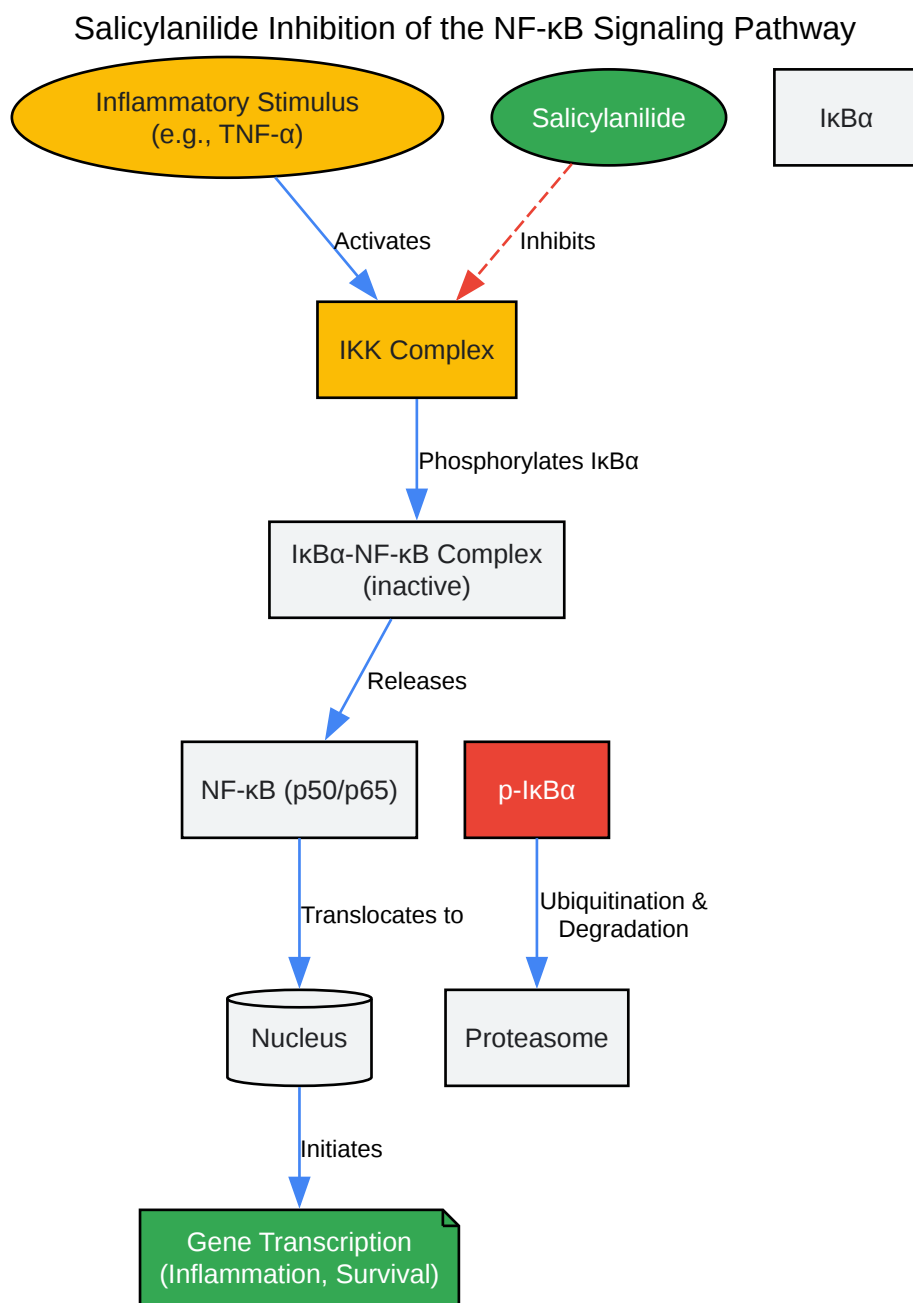 Salicylanilide Inhibition of the NF-κB Signaling Pathway
Inflammatory Stimulus
(e.g., TNF-α)
Salicylanilide
IκBα
Activates
Inhibits
IKK Complex
Phosphorylates IκBα
IκBα-NF-κB Complex
(inactive)
Releases
NF-κB (p50/p65)
p-IκBα
Translocates to
Ubiquitination &
Degradation
Nucleus
Proteasome
Initiates
Gene Transcription
(Inflammation, Survival)